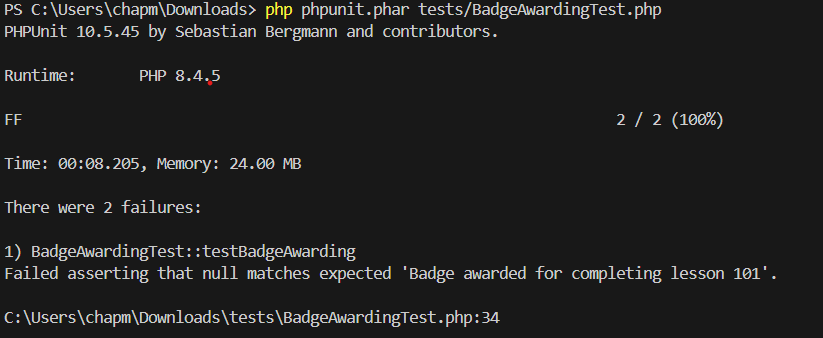 PS C:\Users\chapm\Downloads> php phpunit.phar tests/BadgeAwardingTest.php
PHPUnit 10.5.45 by Sebastian Bergmann and contributors.
Runtime:       PHP 8.4.5
FF                                                                  2 / 2 (100%)
Time: 00:08.205, Memory: 24.00 MB
There were 2 failures:
1) BadgeAwardingTest::testBadgeAwarding
Failed asserting that null matches expected 'Badge awarded for completing lesson 101'.
C:\Users\chapm\Downloads\tests\BadgeAwardingTest.php:34